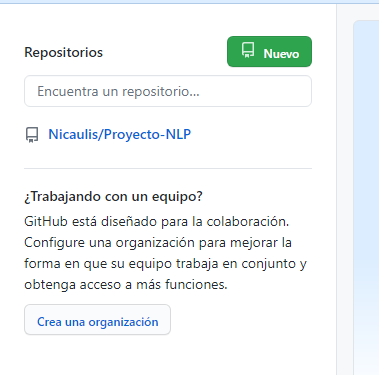 Repositorios
Nuevo
Encuentra un repositorio...
Nicaulis/Proyecto-NLP
¿Trabajando con un equipo?
GitHub está diseñado para la colaboración.
Configure una organización para mejorar la
forma en que su equipo trabaja en conjunto y
obtenga acceso a más funciones.
Crea una organización